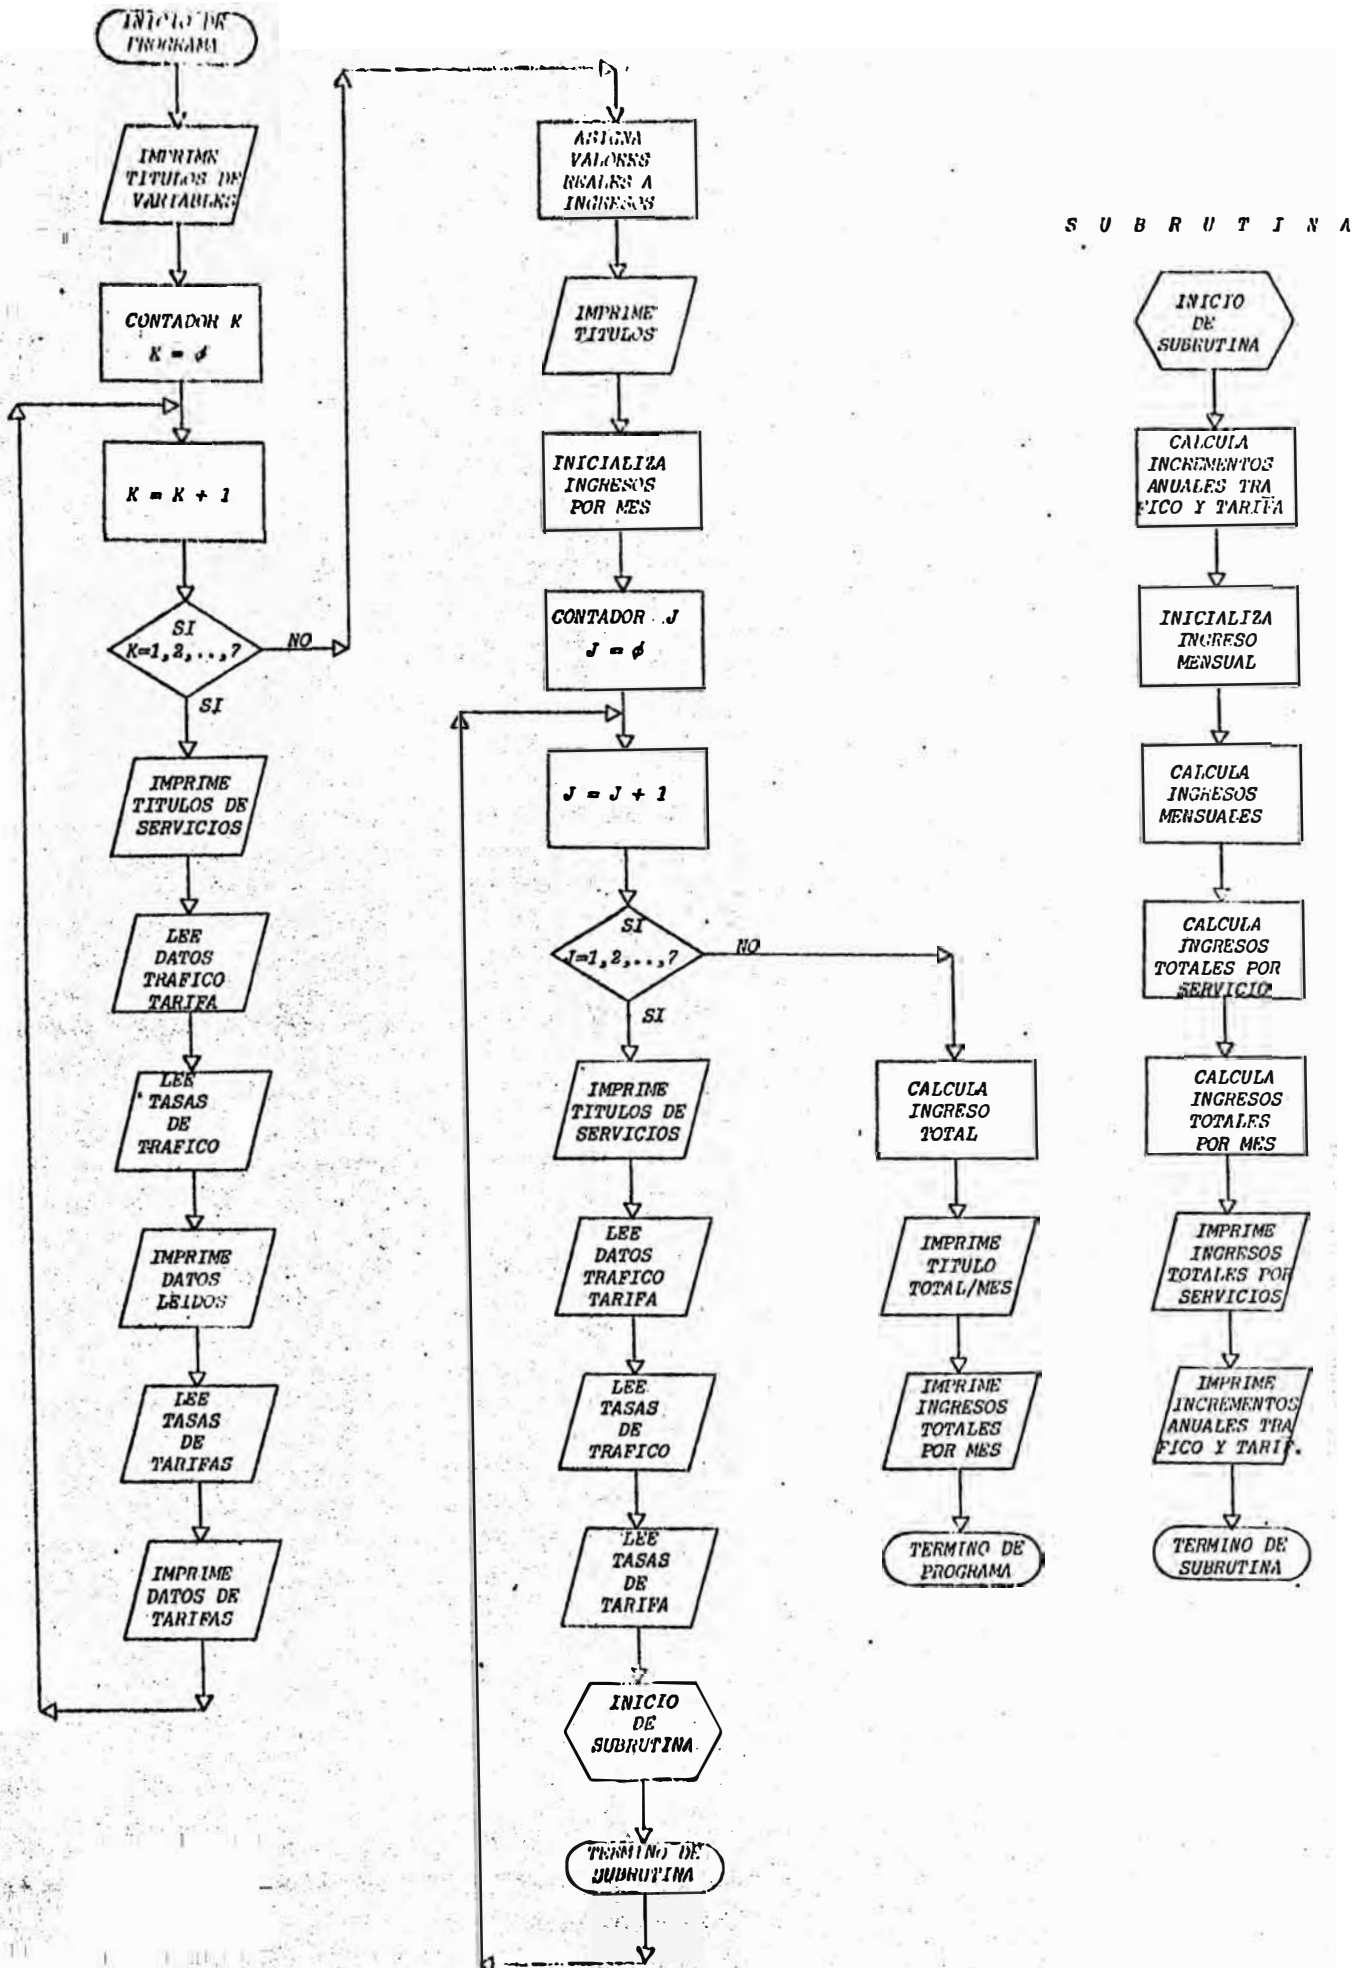 INICIO DE
PROGRAMA
IMPRIME
TITULOS DE
VARIABLES
CONTADOR K
K = ϕ
K = K + 1
SI
K=1,2,..,7
NO
SI
IMPRIME
TITULOS DE
SERVICIOS
LEE
DATOS
TRAFICO
TARIFA
LEE
TASAS
DE
TRAFICO
IMPRIME
DATOS
LEIDOS
LEE
TASAS
DE
TARIFAS
IMPRIME
DATOS DE
TARIFAS
ASIGNA
VALORES
REALES A
INGRESOS
IMPRIME
TITULOS
INICIALIZA
INGRESOS
POR MES
CONTADOR J
J = ϕ
J = J + 1
SI
J=1,2,..,7
NO
SI
IMPRIME
TITULOS DE
SERVICIOS
LEE
DATOS
TRAFICO
TARIFA
LEE
TASAS
DE
TRAFICO
LEE
TASAS
DE
TARIFA
INICIO
DE
SUBRUTINA
TERMINO DE
SUBRUTINA
CALCULA
INGRESO
TOTAL
IMPRIME
TITULO
TOTAL/MES
IMPRIME
INGRESOS
TOTALES
POR MES
TERMINO DE
PROGRAMA
S U B R U T I N A
INICIO
DE
SUBRUTINA
CALCULA
INCREMENTOS
ANUALES TRA
FICO Y TARIFA
INICIALIZA
INGRESO
MENSUAL
CALCULA
INGRESOS
MENSUALES
CALCULA
INGRESOS
TOTALES POR
SERVICIO
CALCULA
INGRESOS
TOTALES
POR MES
IMPRIME
INGRESOS
TOTALES POR
SERVICIOS
IMPRIME
INCREMENTOS
ANUALES TRA
FICO Y TARIF.
TERMINO DE
SUBRUTINA